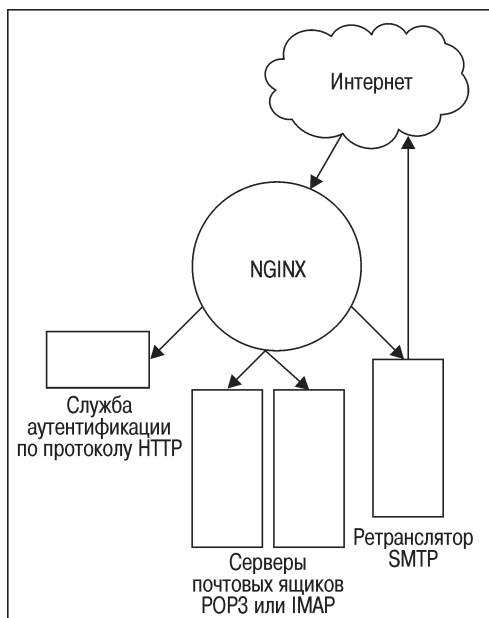 Интернет
NGINX
Служба
аутентификации
по протоколу HTTP
Серверы
почтовых ящиков
POP3 или IMAP
Ретранслятор
SMTP